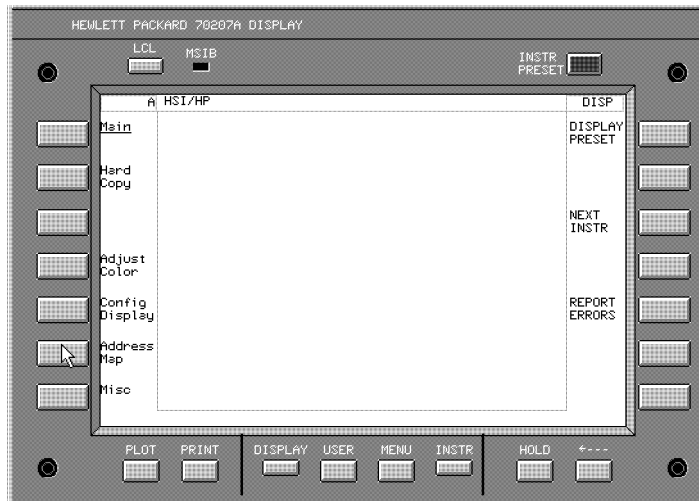 HEWLETT PACKARD 70207A DISPLAY
LCL
MSIB
INSTR
PRESET
A HSI/HP
DISP
Main
Hard
Copy
Adjust
Color
Config
Display
Address
Map
Misc
DISPLAY
PRESET
NEXT
INSTR
REPORT
ERRORS
PLOT PRINT DISPLAY USER MENU INSTR HOLD ←---